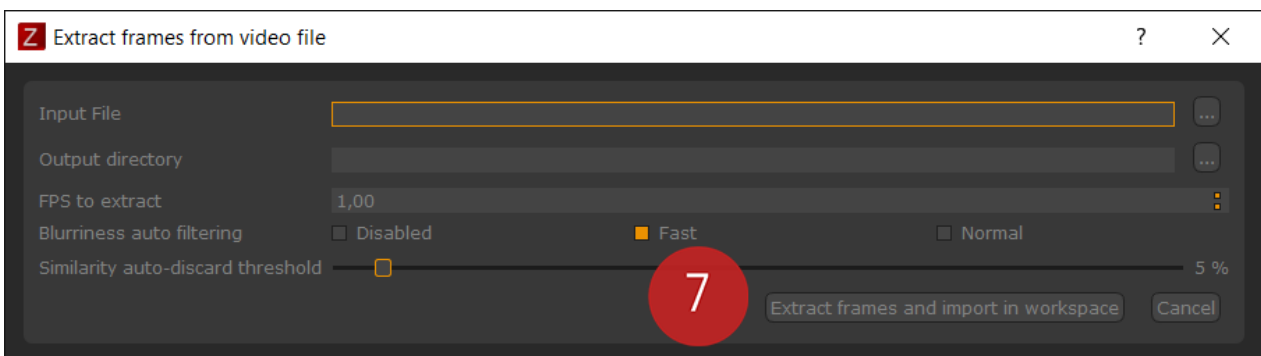 Z Extract frames from video file ? ×
Input File ...
Output directory ...
FPS to extract 1,00
Blurriness auto filtering Disabled Fast Normal
Similarity auto-discard threshold 5 %
7 Extract frames and import in workspace Cancel